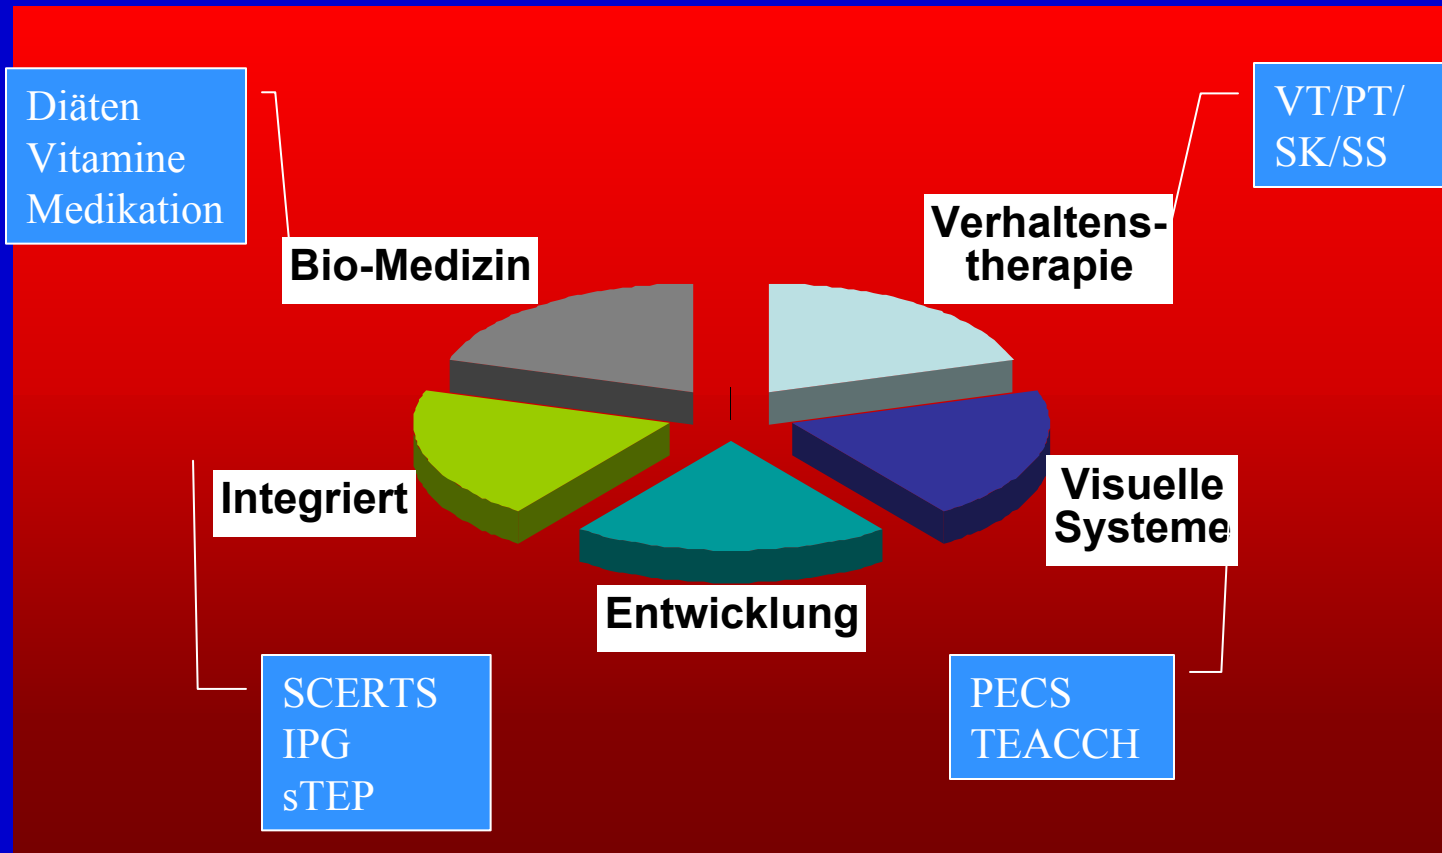 Diäten
Vitamine
Medikation
VT/PT/
SK/SS
Bio-Medizin
Verhaltens-
therapie
Integriert
Visuelle
Systeme
Entwicklung
SCERTS
IPG
sTEP
PECS
TEACCH